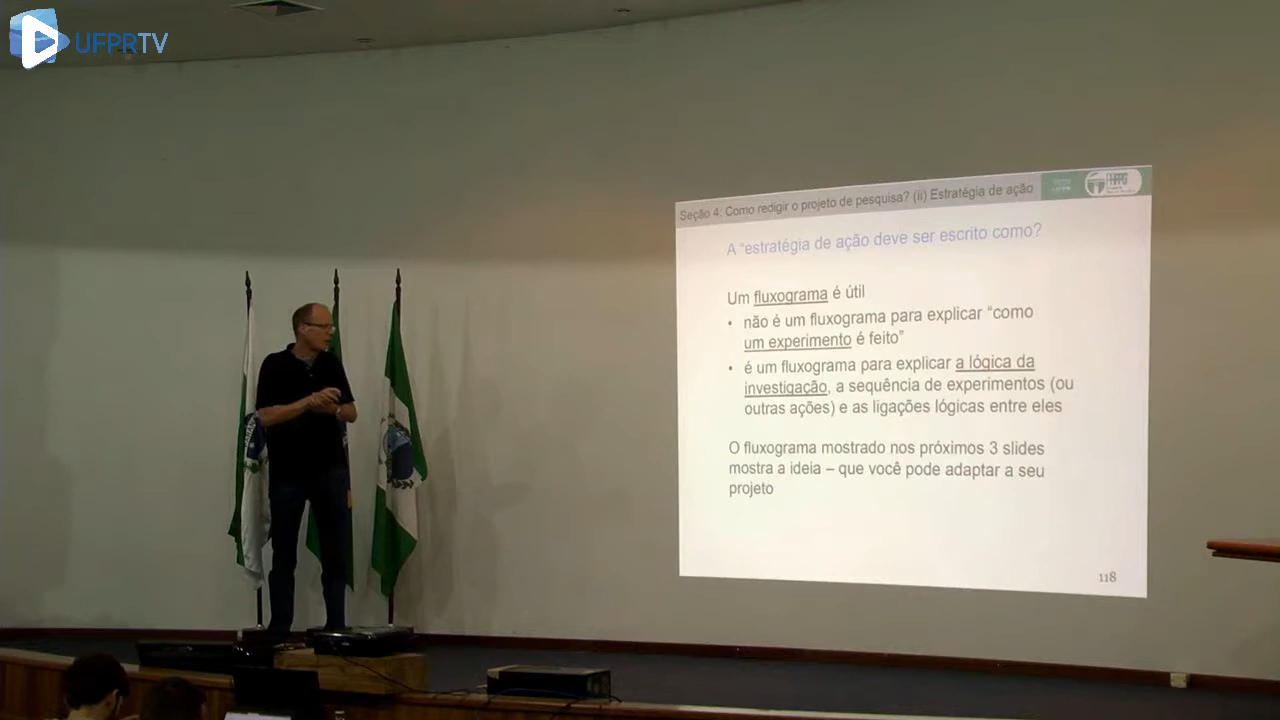 UFPRTV
Seção 4: Como redigir o projeto de pesquisa? (ii) Estratégia de ação
PRPPG
A “estratégia de ação deve ser escrito como?
Um fluxograma é útil
• não é um fluxograma para explicar “como
um experimento é feito”
• é um fluxograma para explicar a lógica da
investigação, a sequência de experimentos (ou
outras ações) e as ligações lógicas entre eles
O fluxograma mostrado nos próximos 3 slides
mostra a ideia – que você pode adaptar a seu
projeto
118